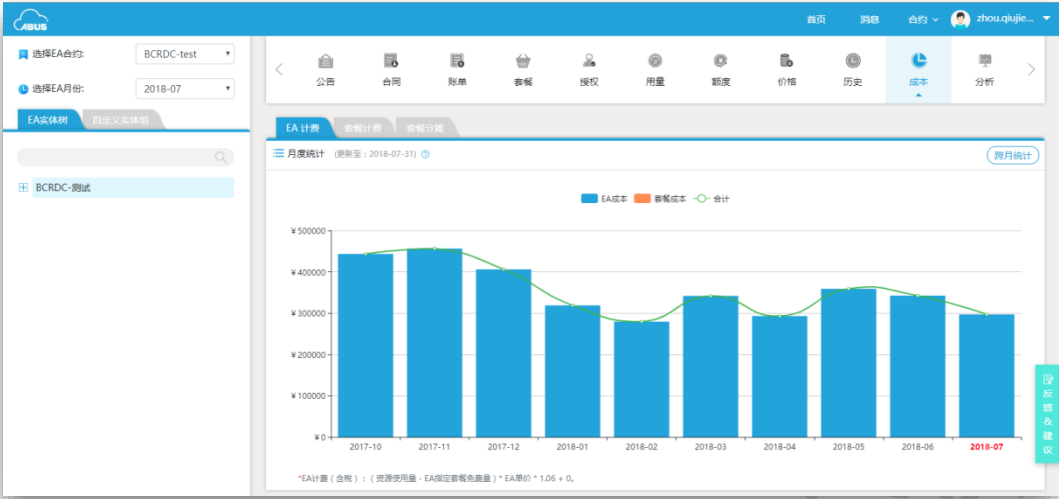 ABUS
首页 消息 合约 zhou.qiujie...
选择EA合约: BCRDC-test
选择EA月份: 2018-07
公告 合同 账单 套餐 授权 用量 额度 价格 历史 成本 分析
EA实体树 自定义实体组
BCRDC-测试
EA 计费 套餐计费 套餐分摊
月度统计 (更新至：2018-07-31)
跨月统计
EA成本 套餐成本 合计
¥500000
¥400000
¥300000
¥200000
¥100000
¥0
2017-10 2017-11 2017-12 2018-01 2018-02 2018-03 2018-04 2018-05 2018-06 2018-07
*EA计费 ( 含税 ) : ( 资源使用量 - EA指定套餐免费量 ) * EA单价 * 1.06 + 0。
反馈&建议